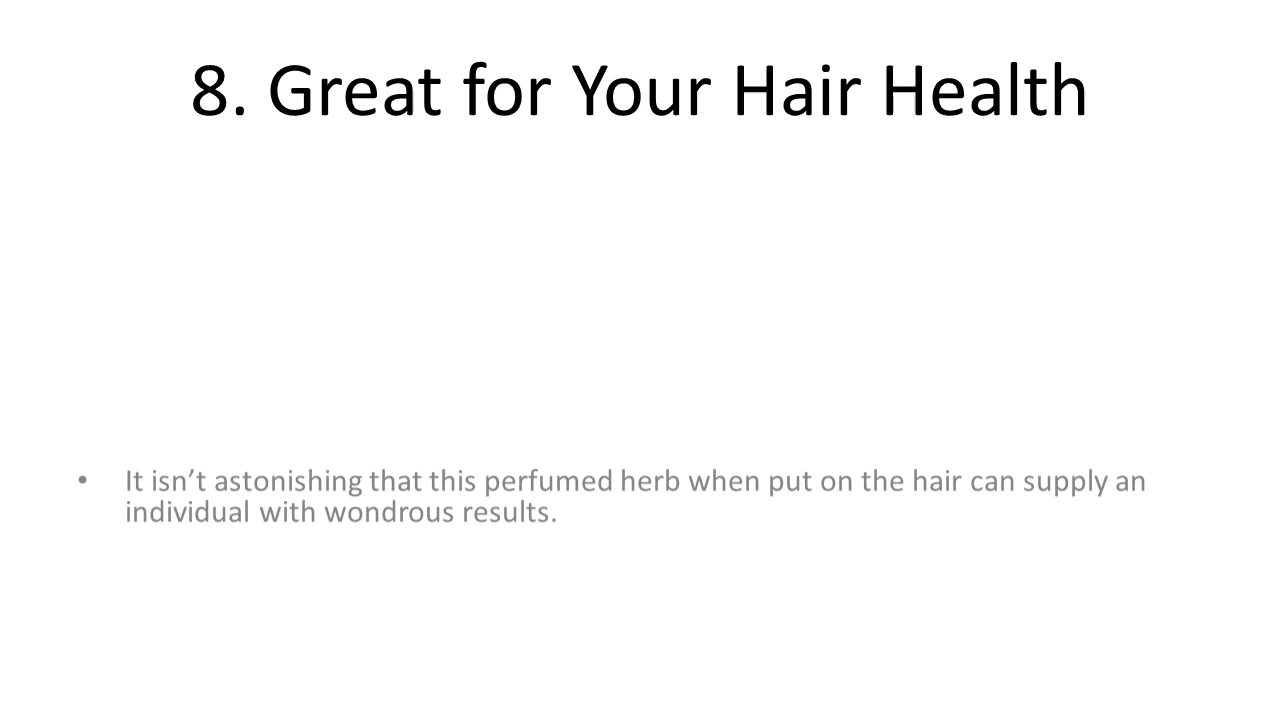 8. Great for Your Hair Health
• It isn’t astonishing that this perfumed herb when put on the hair can supply an
individual with wondrous results.